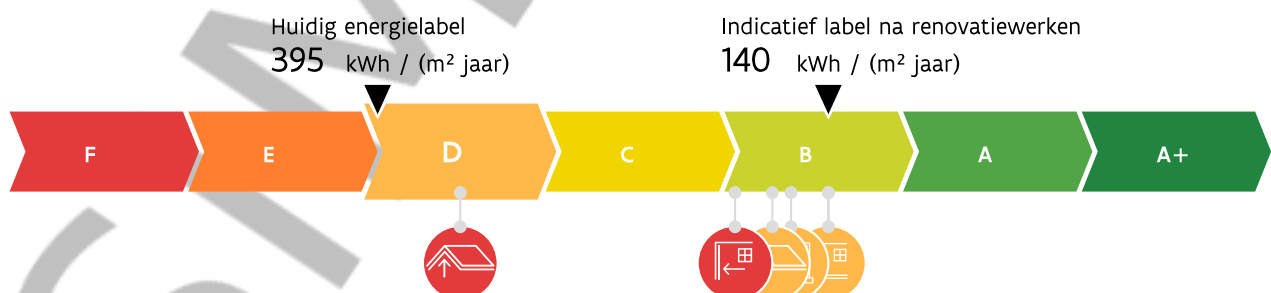 Huidig energielabel
395 kWh / (m² jaar)
Indicatief label na renovatiewerken
140 kWh / (m² jaar)
F E D C B A A+